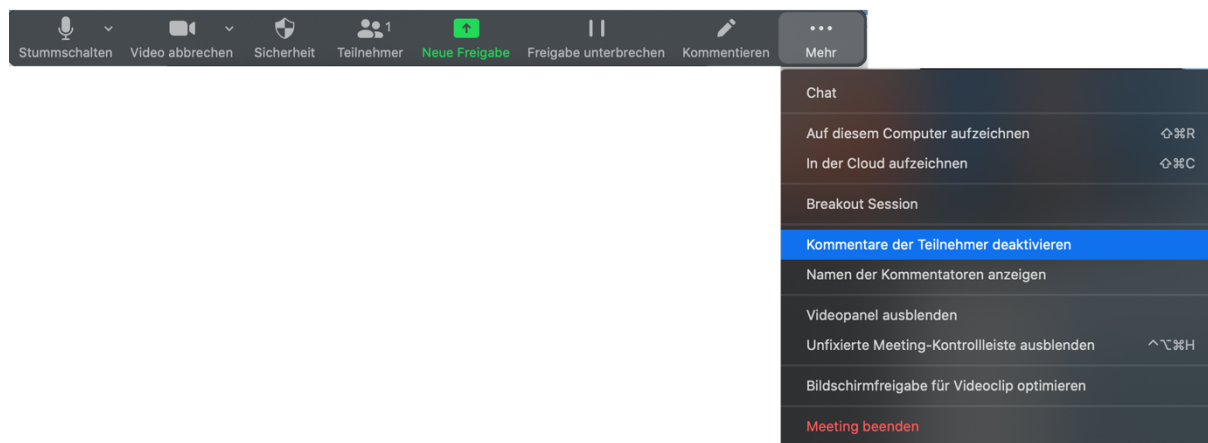 1
Stummschalten Video abbrechen Sicherheit Teilnehmer Neue Freigabe Freigabe unterbrechen Kommentieren Mehr
Chat
Auf diesem Computer aufzeichnen ⇧⌘R
In der Cloud aufzeichnen ⇧⌘C
Breakout Session
Kommentare der Teilnehmer deaktivieren
Namen der Kommentatoren anzeigen
Videopanel ausblenden
Unfixierte Meeting-Kontrollleiste ausblenden ^⌥⌘H
Bildschirmfreigabe für Videoclip optimieren
Meeting beenden